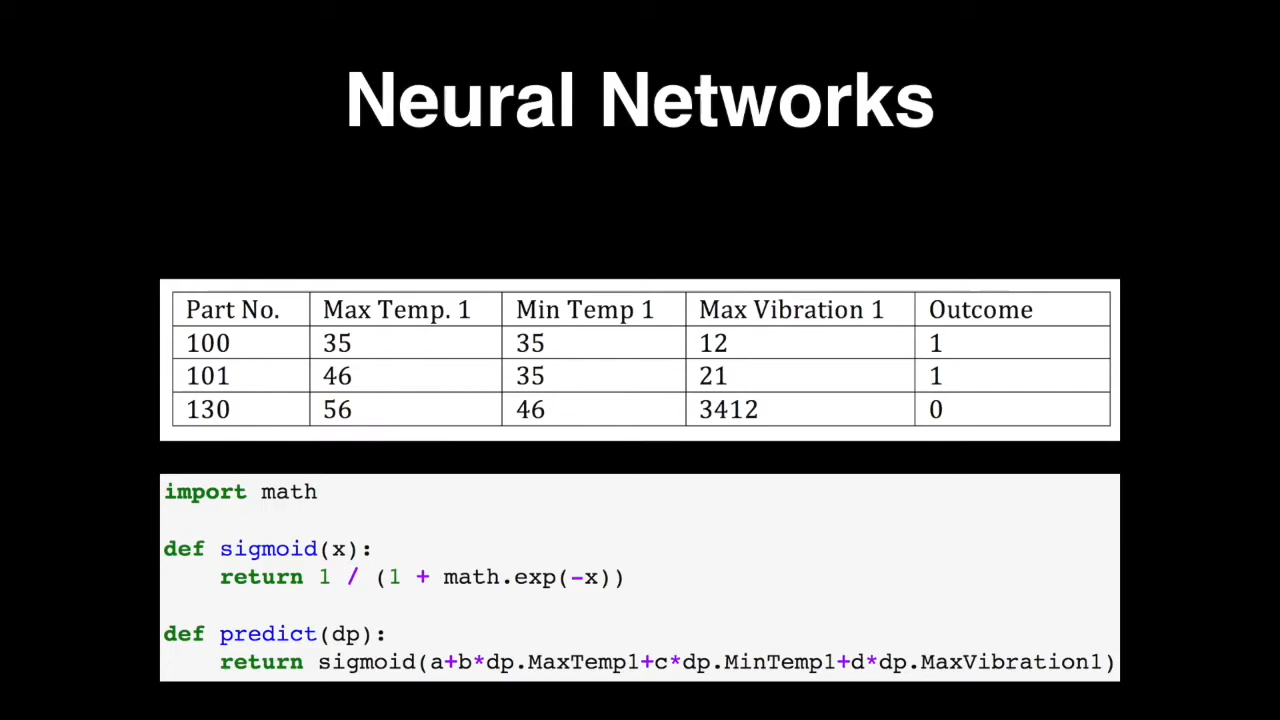 Neural Networks
Part No. Max Temp. 1 Min Temp 1 Max Vibration 1 Outcome
100 35 35 12 1
101 46 35 21 1
130 56 46 3412 0
import math
def sigmoid(x):
    return 1 / (1 + math.exp(-x))
def predict(dp):
    return sigmoid(a+b*dp.MaxTemp1+c*dp.MinTemp1+d*dp.MaxVibration1)